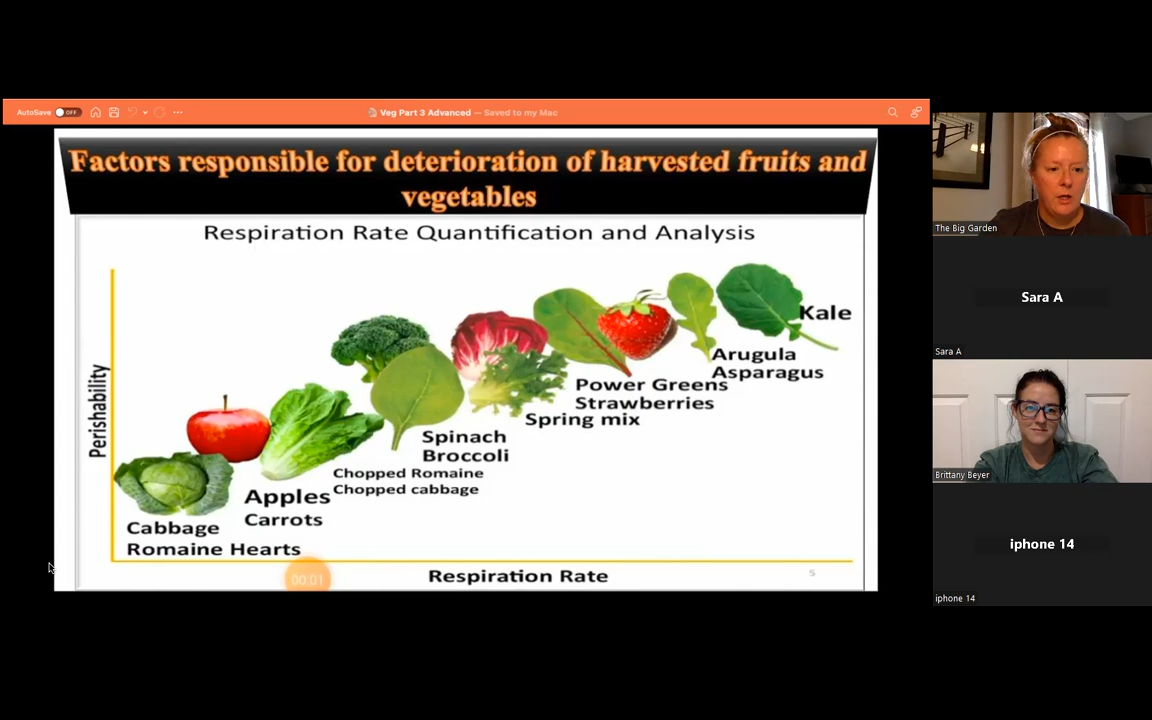 AutoSave OFF
Veg Part 3 Advanced — Saved to my Mac
Factors responsible for deterioration of harvested fruits and
vegetables
Respiration Rate Quantification and Analysis
Perishability
Kale
Arugula
Asparagus
Power Greens
Strawberries
Spring mix
Spinach
Broccoli
Chopped Romaine
Chopped cabbage
Apples
Carrots
Cabbage
Romaine Hearts
Respiration Rate
5
00:01
The Big Garden
Sara A
Sara A
Brittany Beyer
iphone 14
iphone 14